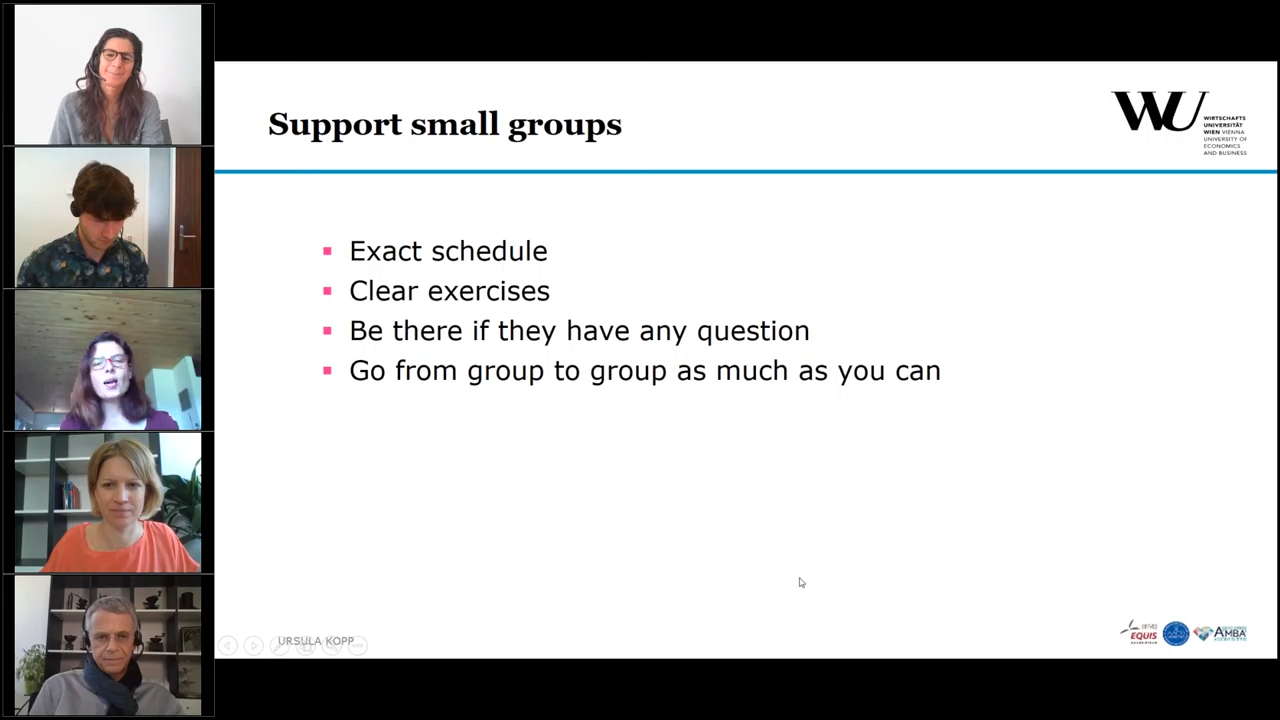 Support small groups
WU
WIRTSCHAFTS
UNIVERSITÄT
WIEN VIENNA
UNIVERSITY OF
ECONOMICS
AND BUSINESS
Exact schedule
Clear exercises
Be there if they have any question
Go from group to group as much as you can
URSULA KOPP
EQUIS
AMBA